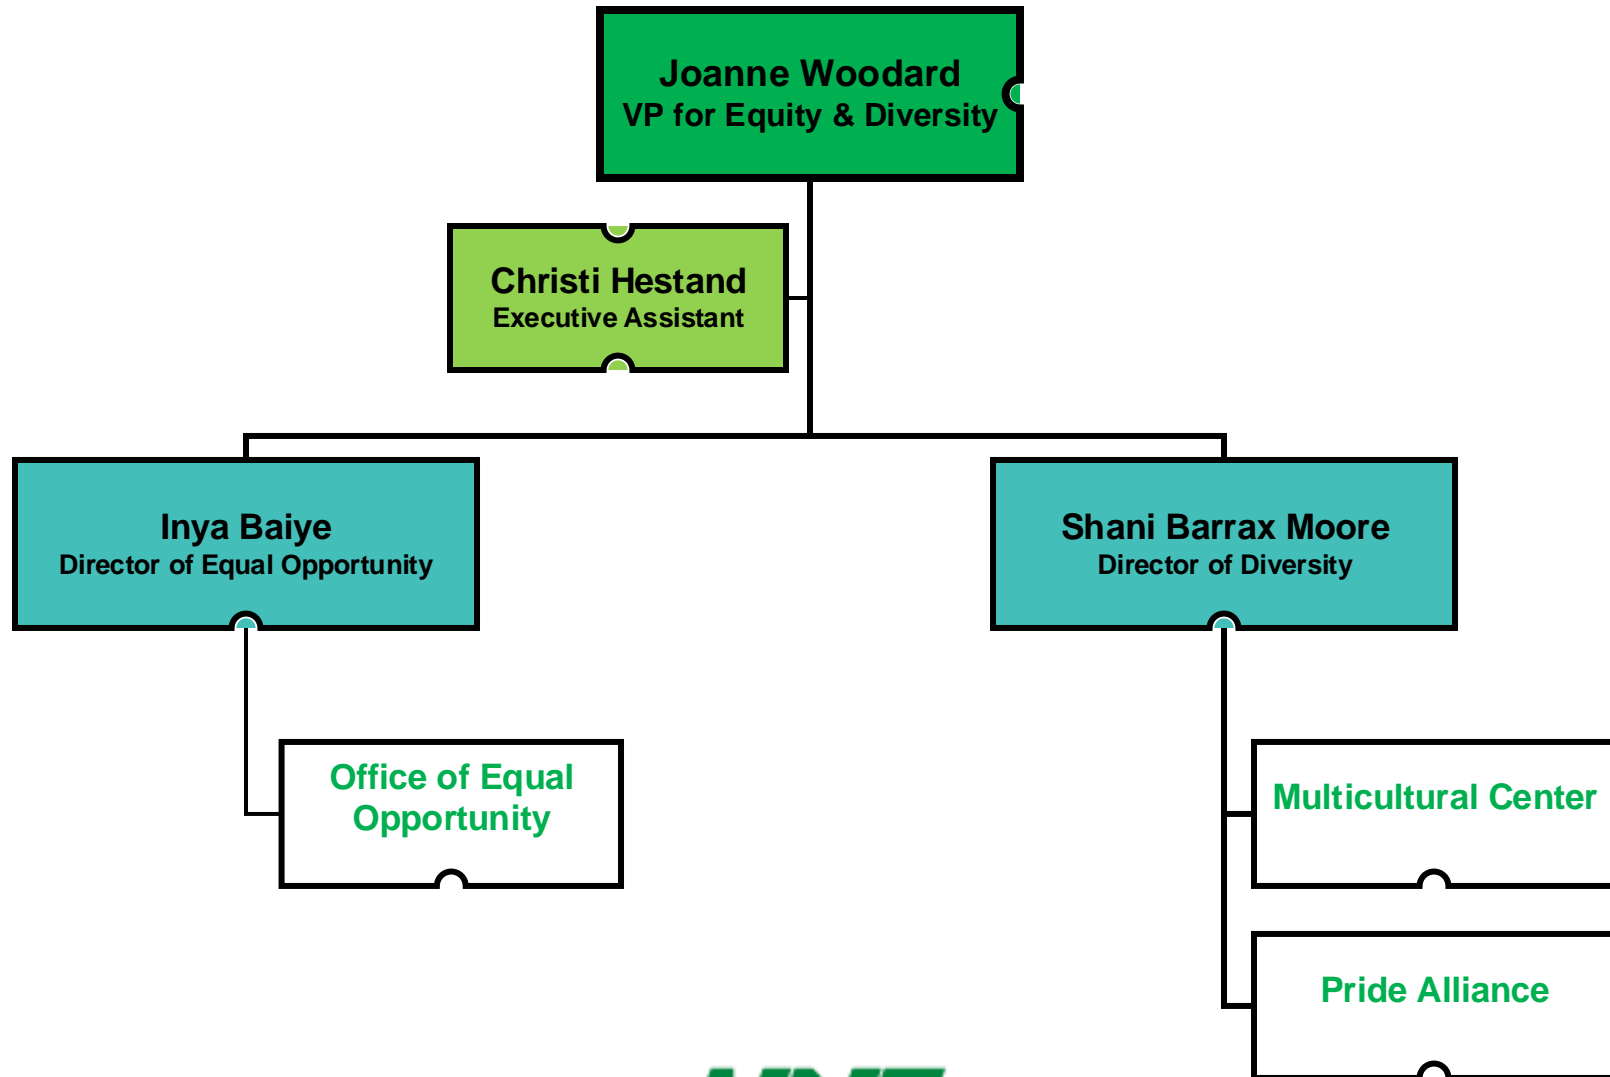 Joanne Woodard
VP for Equity & Diversity
Christi Hestand
Executive Assistant
Inya Baiye
Director of Equal Opportunity
Shani Barrax Moore
Director of Diversity
Office of Equal
Opportunity
Multicultural Center
Pride Alliance